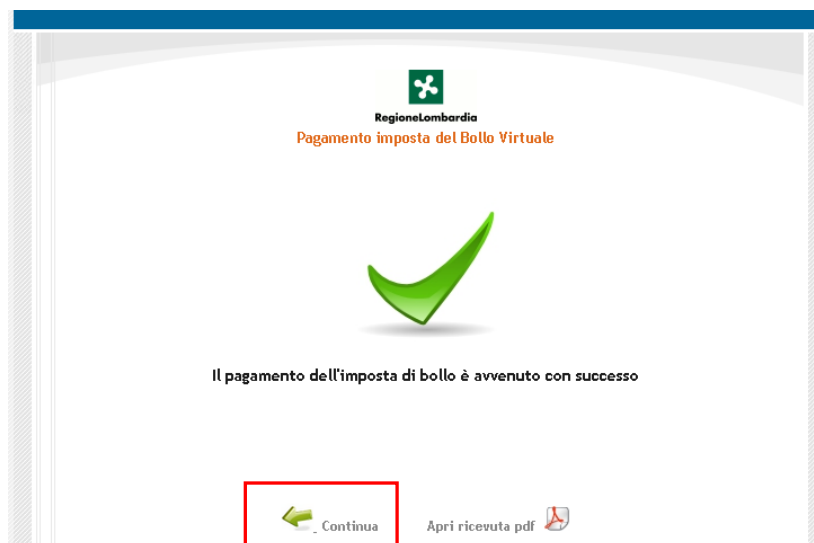 RegioneLombardia
Pagamento imposta del Bollo Virtuale
Il pagamento dell'imposta di bollo è avvenuto con successo
Continua Apri ricevuta pdf